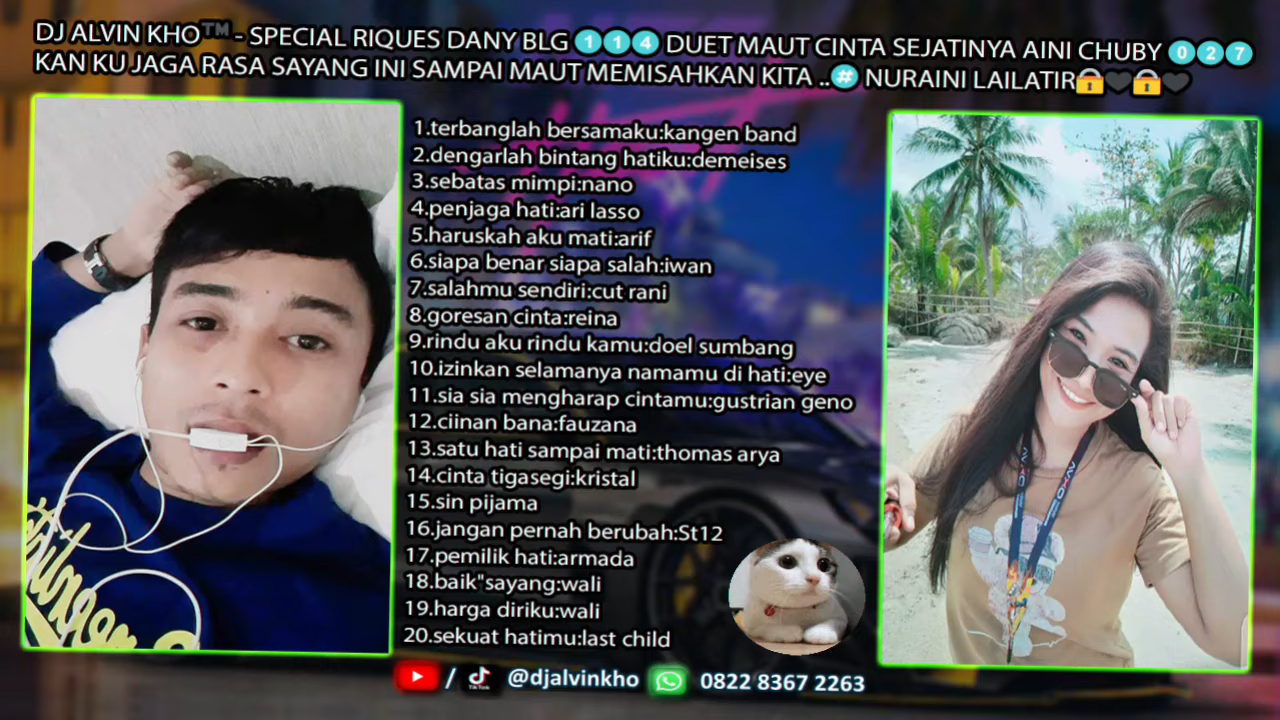 DJ ALVIN KHO™ - SPECIAL RIQUES DANY BLG 114 DUET MAUT CINTA SEJATINYA AINI CHUBY 027
KAN KU JAGA RASA SAYANG INI SAMPAI MAUT MEMISAHKAN KITA ..# NURAINI LAILATIR🔒🖤🔒🖤
1.terbanglah bersamaku:kangen band
2.dengarlah bintang hatiku:demeises
3.sebatas mimpi:nano
4.penjaga hati:ari lasso
5.haruskah aku mati:arif
6.siapa benar siapa salah:iwan
7.salahmu sendiri:cut rani
8.goresan cinta:reina
9.rindu aku rindu kamu:doel sumbang
10.izinkan selamanya namamu di hati:eye
11.sia sia mengharap cintamu:gustrian geno
12.ciinan bana:fauzana
13.satu hati sampai mati:thomas arya
14.cinta tigasegi:kristal
15.sin pijama
16.jangan pernah berubah:St12
17.pemilik hati:armada
18.baik"sayang:wali
19.harga diriku:wali
20.sekuat hatimu:last child
/ TikTok @djalvinkho 0822 8367 2263